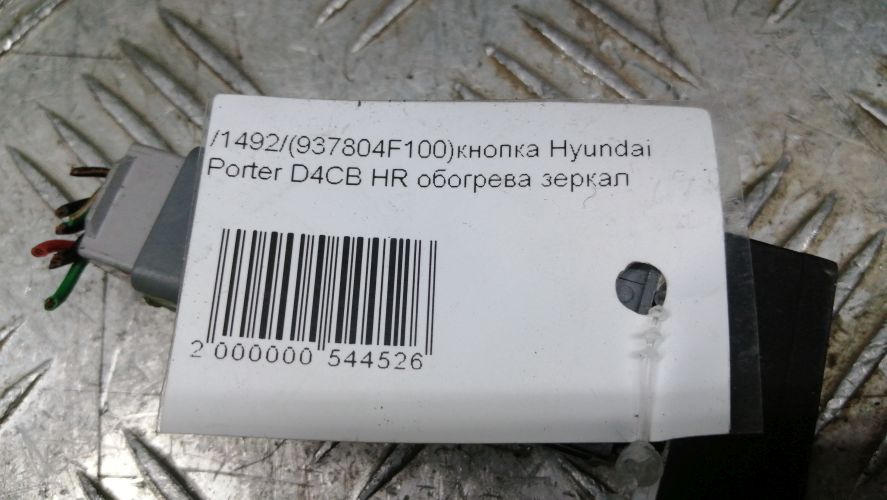 /1492/(937804F100)кнопка Hyundai
Porter D4CB HR обогрева зеркал
2 000000 544526